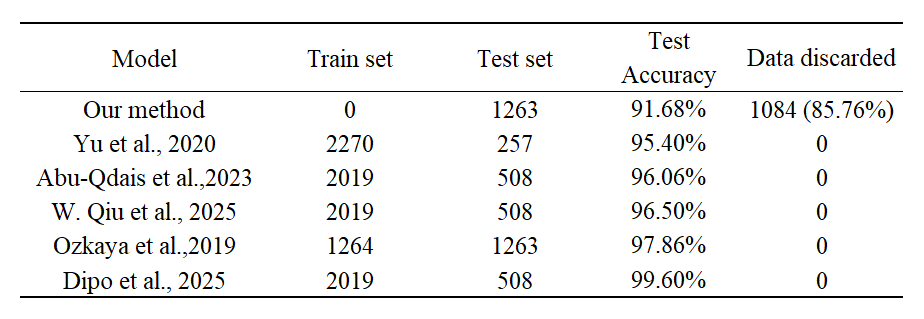 Model Train set Test set Test Accuracy Data discarded
Our method 0 1263 91.68% 1084 (85.76%)
Yu et al., 2020 2270 257 95.40% 0
Abu-Qdais et al.,2023 2019 508 96.06% 0
W. Qiu et al., 2025 2019 508 96.50% 0
Ozkaya et al.,2019 1264 1263 97.86% 0
Dipo et al., 2025 2019 508 99.60% 0